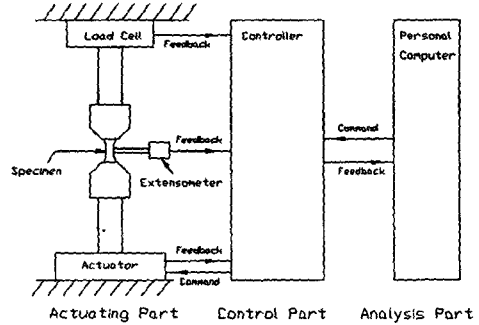 Load Cell
Feedback
Controller
Personal
Computer
Specimen
Feedback
Extensometer
Command
Feedback
Actuator
Feedback
Command
Actuating Part
Control Part
Analysis Part